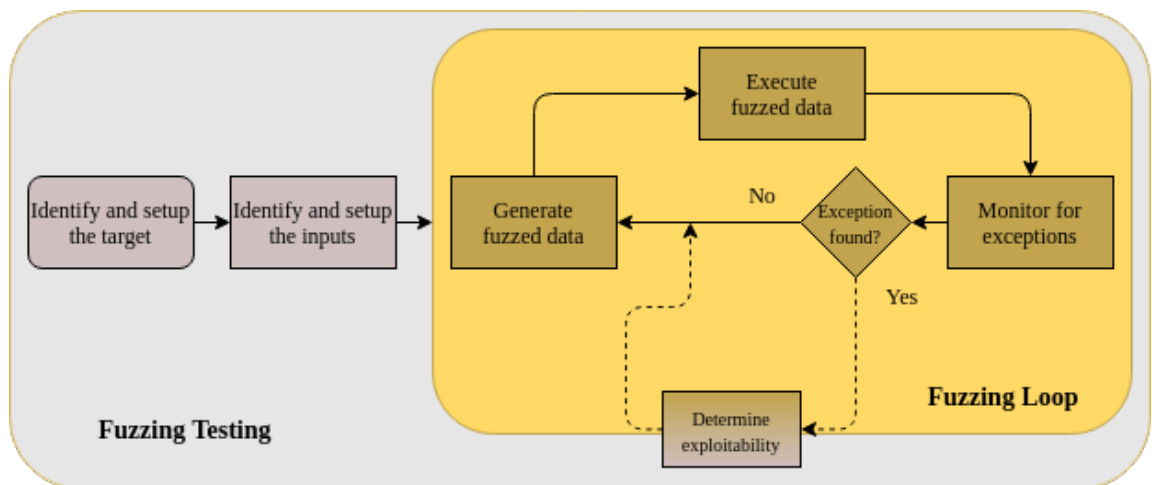 Identify and setup
the target
Identify and setup
the inputs
Generate
fuzzed data
Execute
fuzzed data
Monitor for
exceptions
Exception
found?
No
Yes
Determine
exploitability
Fuzzing Loop
Fuzzing Testing